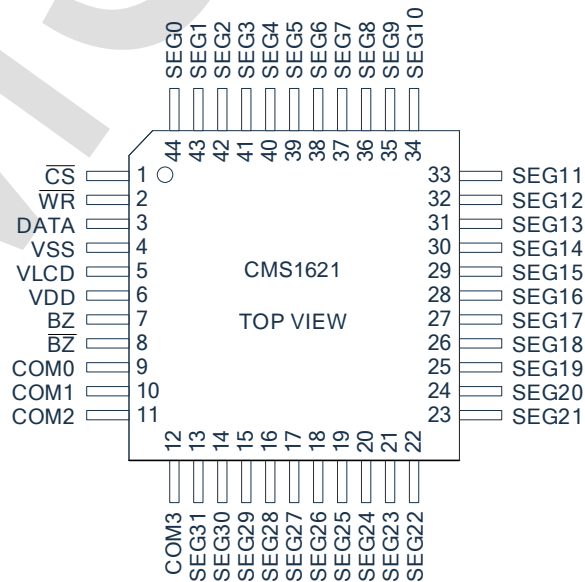 SEG0
SEG1
SEG2
SEG3
SEG4
SEG5
SEG6
SEG7
SEG8
SEG9
SEG10
44
43
42
41
40
39
38
37
36
35
34
CS 1 33 SEG11
WR 2 32 SEG12
DATA 3 31 SEG13
VSS 4 30 SEG14
VLCD 5 CMS1621 29 SEG15
VDD 6 28 SEG16
BZ 7 TOP VIEW 27 SEG17
BZ 8 26 SEG18
COM0 9 25 SEG19
COM1 10 24 SEG20
COM2 11 23 SEG21
12
13
14
15
16
17
18
19
20
21
22
COM3
SEG31
SEG30
SEG29
SEG28
SEG27
SEG26
SEG25
SEG24
SEG23
SEG22